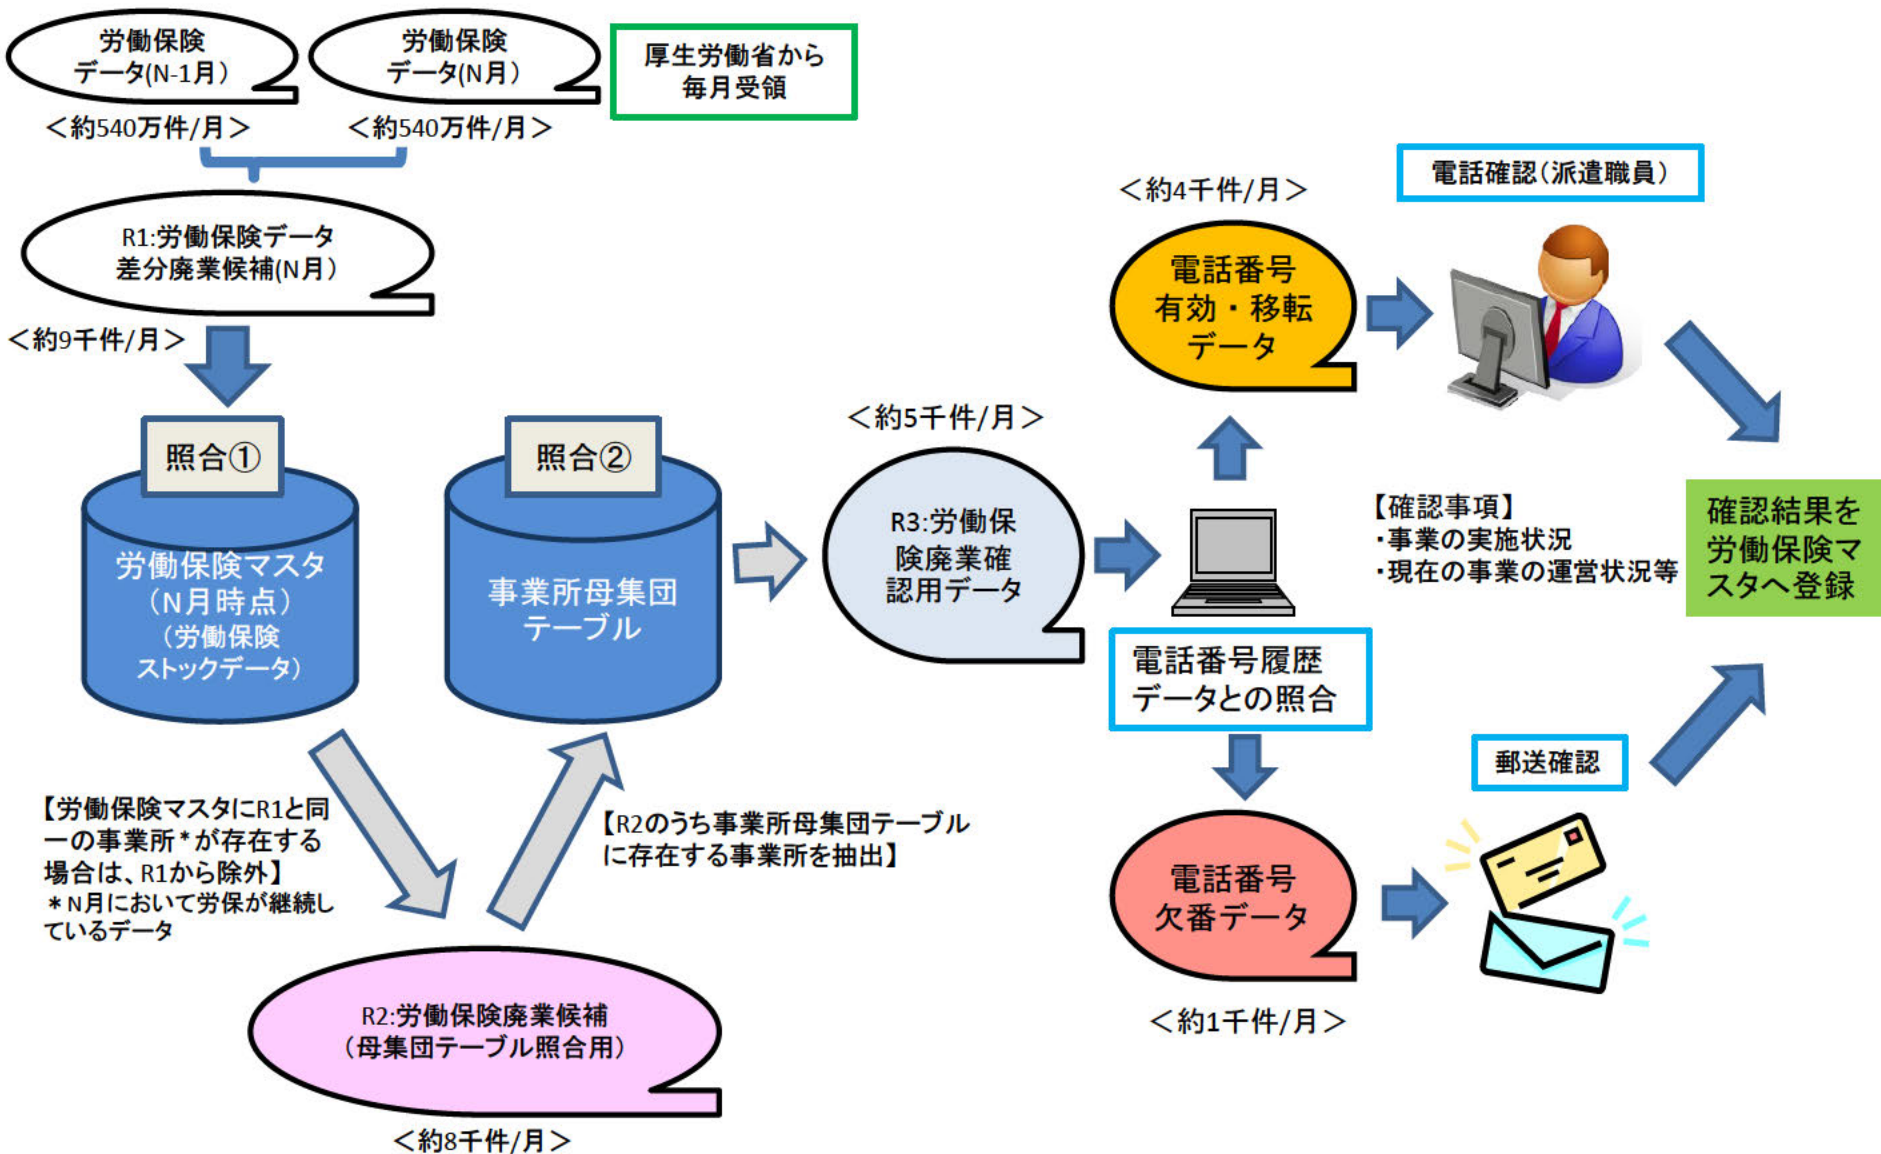 労働保険
データ(N-1月)
労働保険
データ(N月)
厚生労働省から
毎月受領
＜約540万件/月＞
＜約540万件/月＞
R1:労働保険データ
差分廃業候補(N月)
＜約9千件/月＞
照合①
労働保険マスタ
（N月時点）
（労働保険
ストックデータ）
照合②
事業所母集団
テーブル
【労働保険マスタにR1と同
一の事業所*が存在する
場合は、R1から除外】
*N月において労保が継続し
ているデータ
【R2のうち事業所母集団テーブル
に存在する事業所を抽出】
R2:労働保険廃業候補
（母集団テーブル照合用）
＜約8千件/月＞
＜約5千件/月＞
R3:労働保
険廃業確
認用データ
電話番号履歴
データとの照合
＜約4千件/月＞
電話番号
有効・移転
データ
電話確認（派遣職員）
【確認事項】
・事業の実施状況
・現在の事業の運営状況等
電話番号
欠番データ
＜約1千件/月＞
郵送確認
確認結果を
労働保険マ
スタへ登録